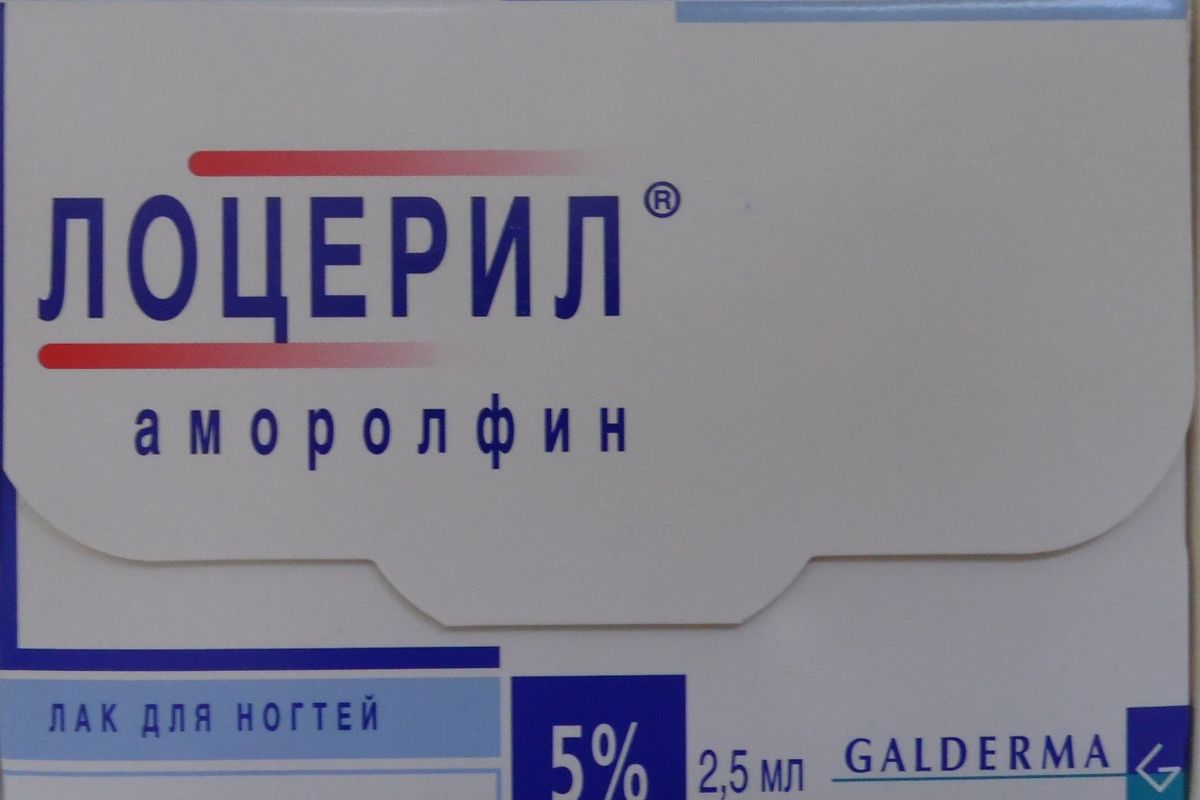 ЛОЦЕРИЛ®
аморолфин
ЛАК ДЛЯ НОГТЕЙ
5%
2,5 мл
GALDERMA